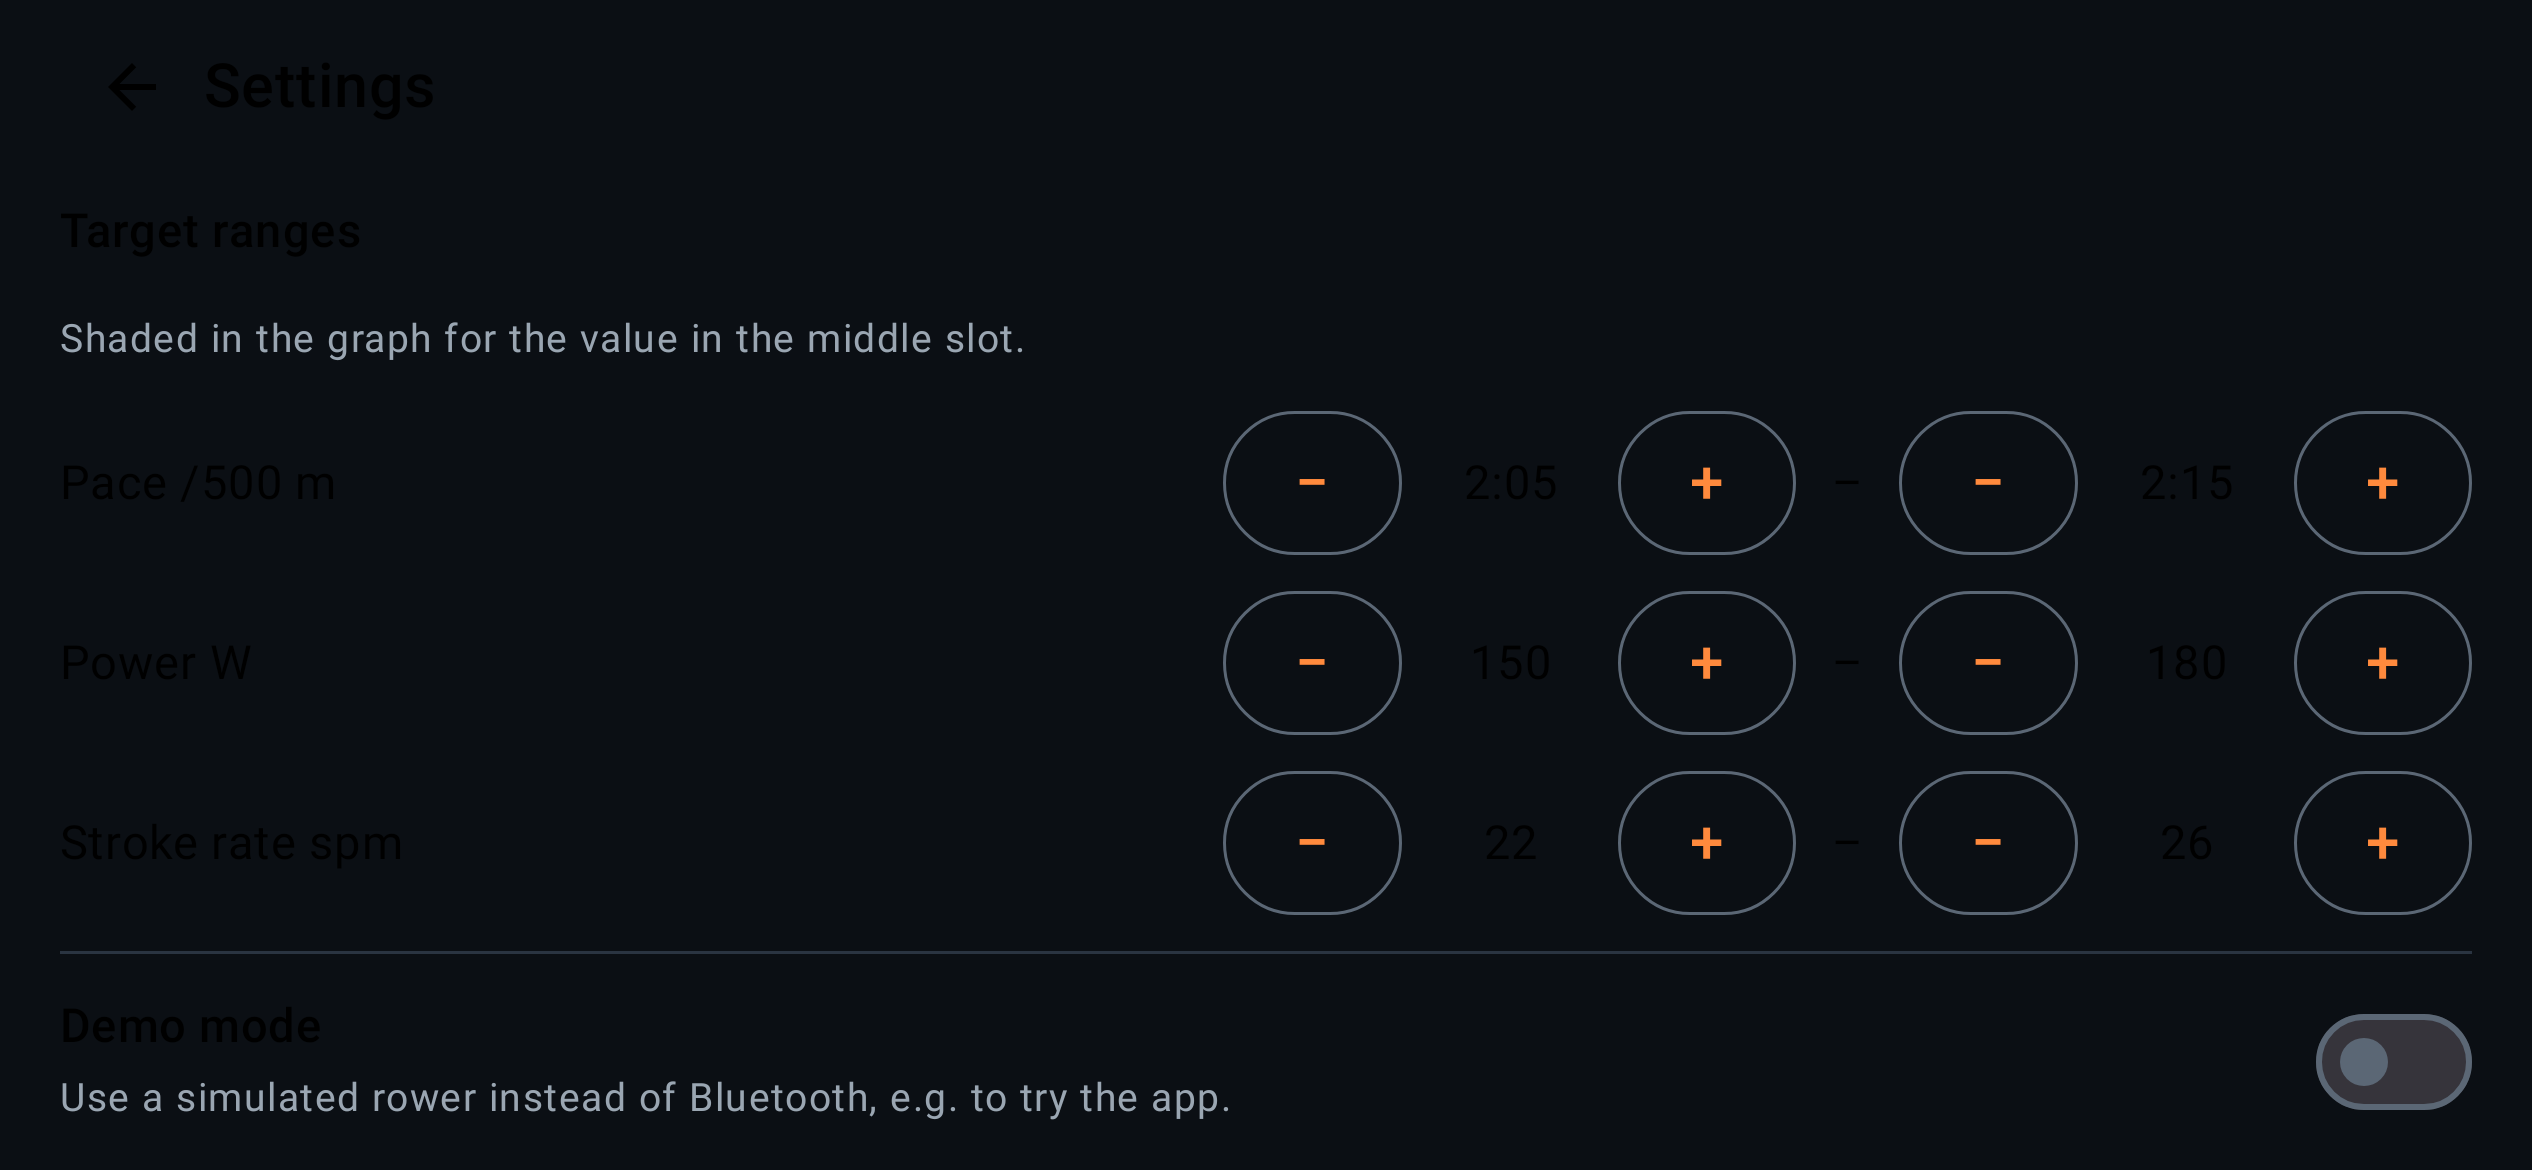 Settings
Target ranges
Shaded in the graph for the value in the middle slot.
Pace /500 m − 2:05 + – − 2:15 +
Power W − 150 + – − 180 +
Stroke rate spm − 22 + – − 26 +
Demo mode
Use a simulated rower instead of Bluetooth, e.g. to try the app.